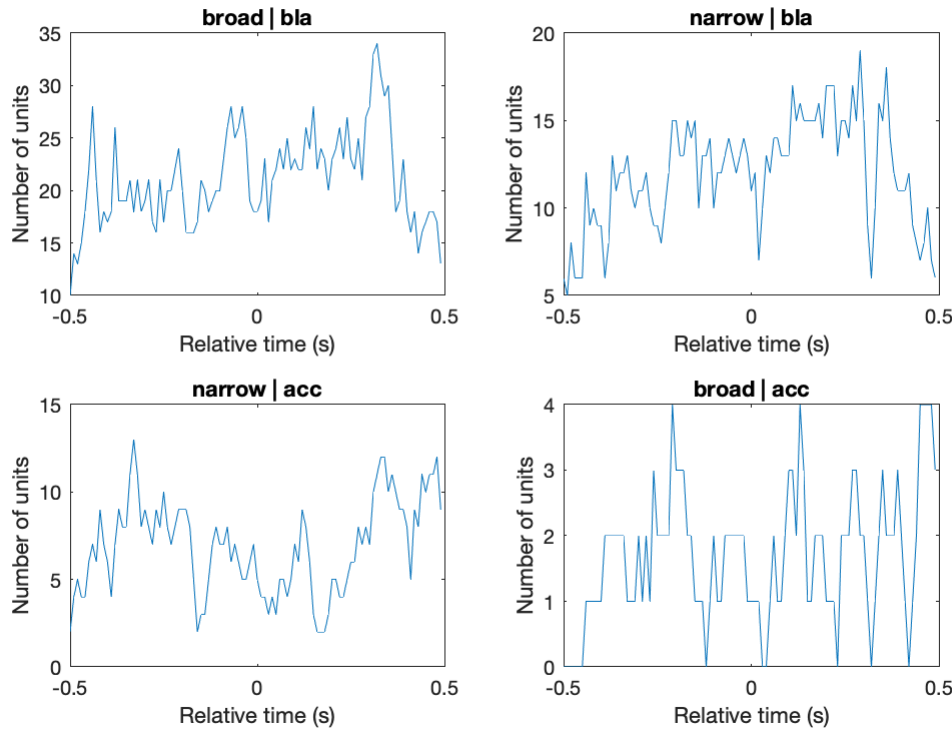 broad | bla
35
30
25
20
15
10
Number of units
-0.5 0 0.5
Relative time (s)
narrow | bla
20
15
10
5
Number of units
-0.5 0 0.5
Relative time (s)
narrow | acc
15
10
5
0
Number of units
-0.5 0 0.5
Relative time (s)
broad | acc
4
3
2
1
0
Number of units
-0.5 0 0.5
Relative time (s)